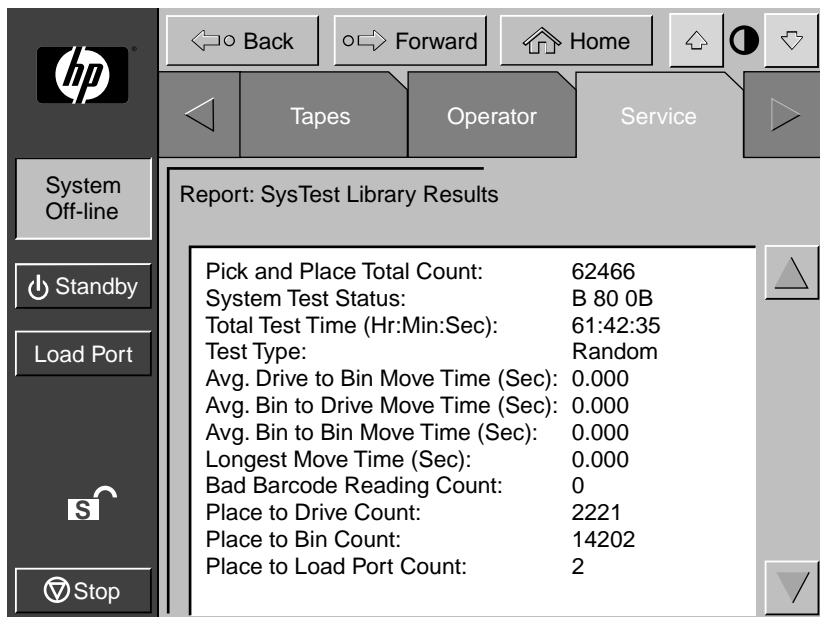 Back
Forward
Home
hp
Tapes
Operator
Service
System
Off-line
Report: SysTest Library Results
Standby
Load Port
Pick and Place Total Count: 62466
System Test Status: B 80 0B
Total Test Time (Hr:Min:Sec): 61:42:35
Test Type: Random
Avg. Drive to Bin Move Time (Sec): 0.000
Avg. Bin to Drive Move Time (Sec): 0.000
Avg. Bin to Bin Move Time (Sec): 0.000
Longest Move Time (Sec): 0.000
Bad Barcode Reading Count: 0
Place to Drive Count: 2221
Place to Bin Count: 14202
Place to Load Port Count: 2
S
Stop